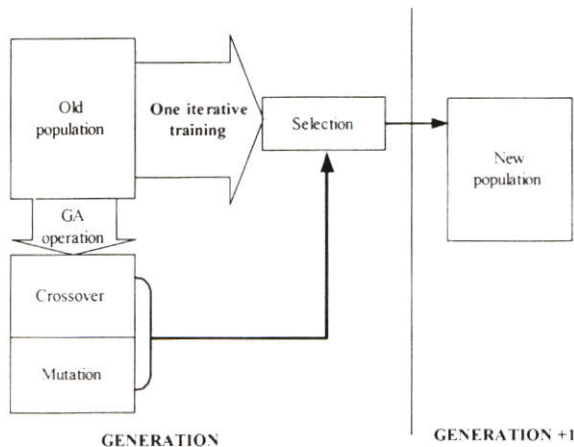 Old
population
One iterative
training
Selection
New
population
GA
operation
Crossover
Mutation
GENERATION
GENERATION +1